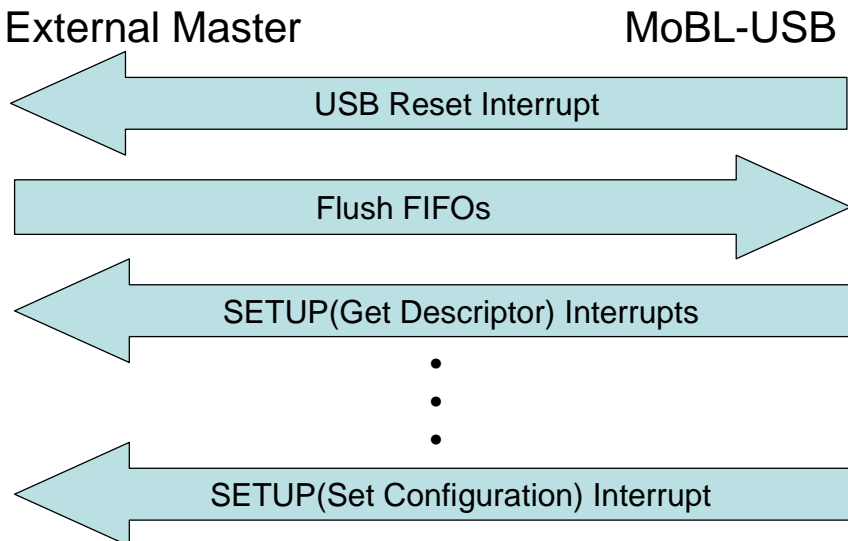 External Master
MoBL-USB
USB Reset Interrupt
Flush FIFOs
SETUP(Get Descriptor) Interrupts
SETUP(Set Configuration) Interrupt